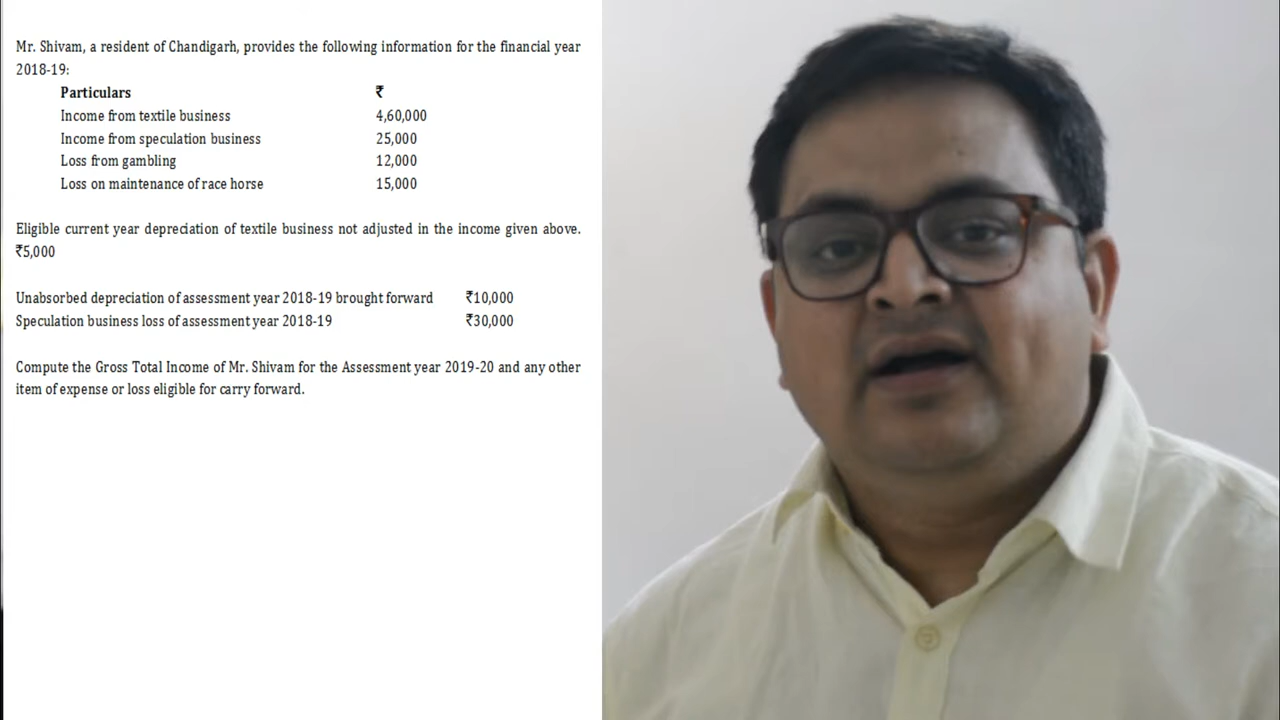 Mr. Shivam, a resident of Chandigarh, provides the following information for the financial year
2018-19:
Particulars ₹
Income from textile business 4,60,000
Income from speculation business 25,000
Loss from gambling 12,000
Loss on maintenance of race horse 15,000
Eligible current year depreciation of textile business not adjusted in the income given above.
₹5,000
Unabsorbed depreciation of assessment year 2018-19 brought forward ₹10,000
Speculation business loss of assessment year 2018-19 ₹30,000
Compute the Gross Total Income of Mr. Shivam for the Assessment year 2019-20 and any other
item of expense or loss eligible for carry forward.